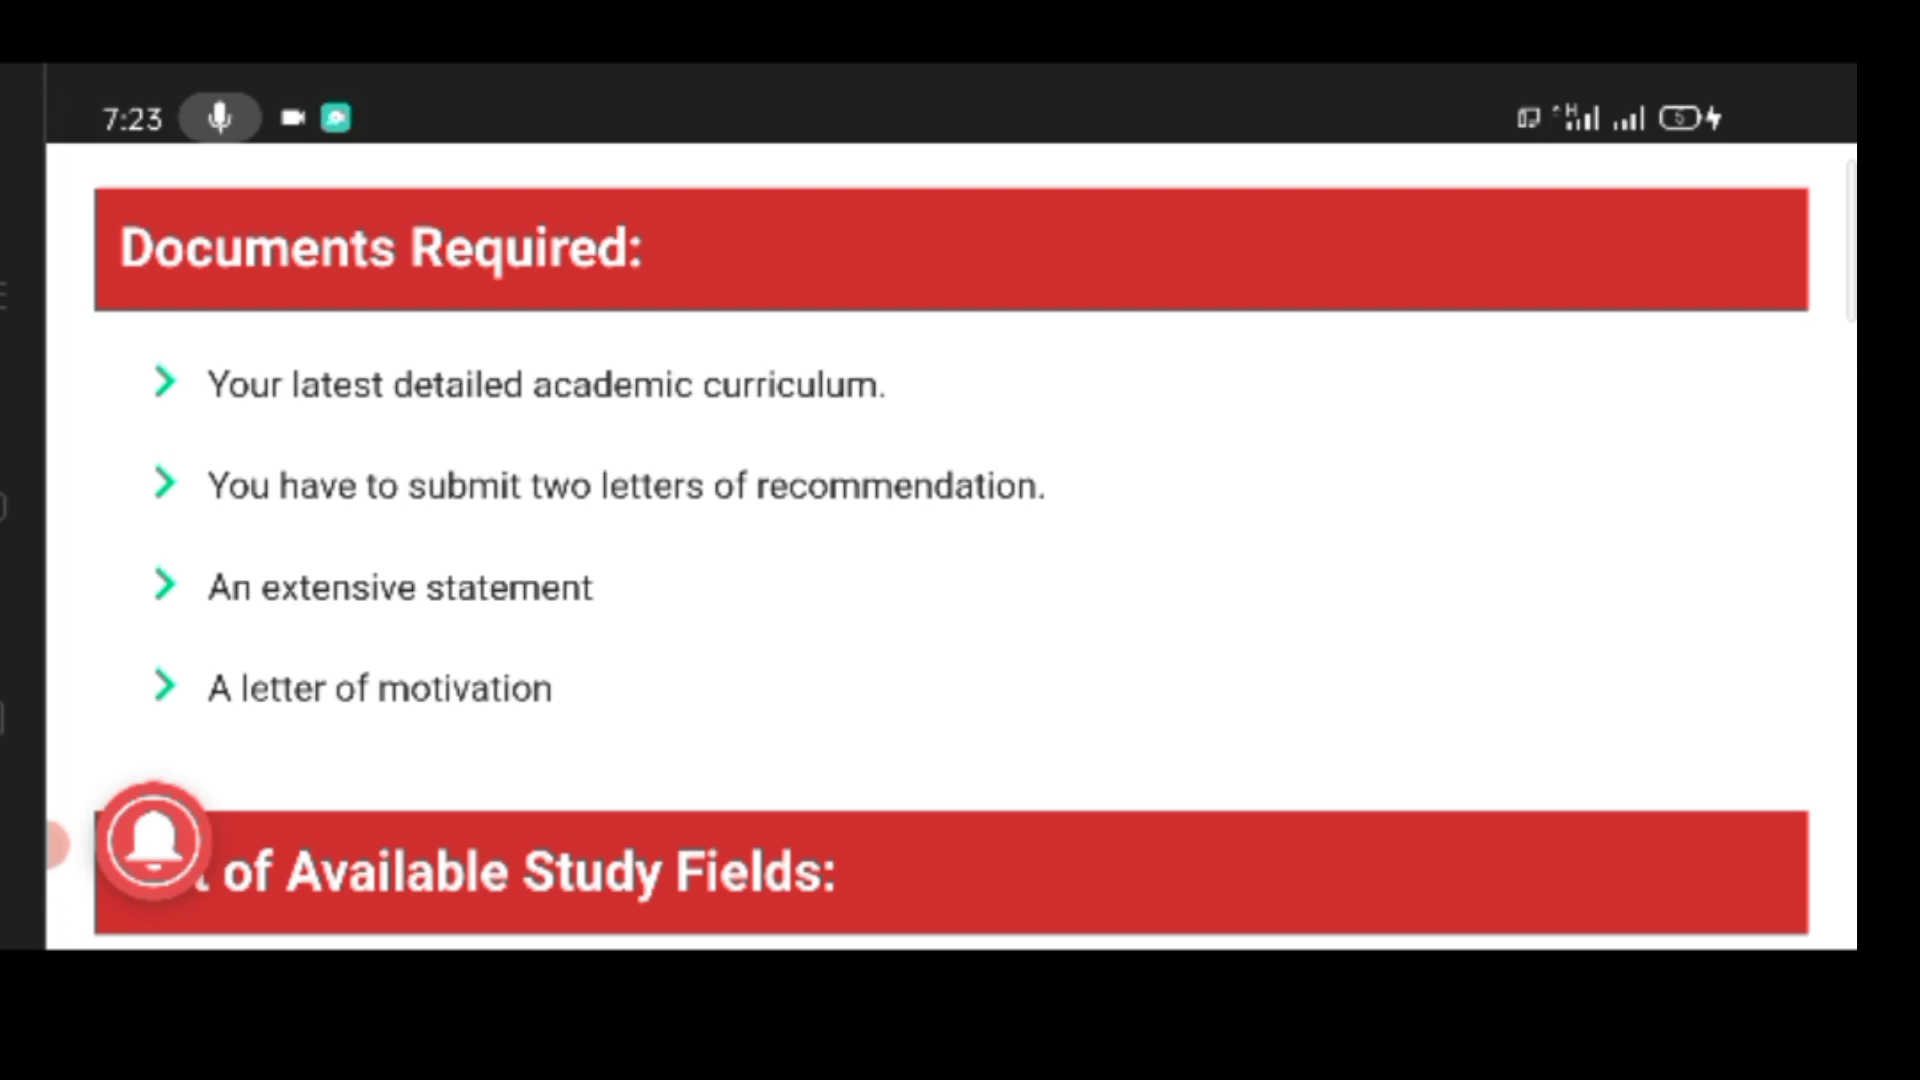 7:23
H
5
Documents Required:
Your latest detailed academic curriculum.
You have to submit two letters of recommendation.
An extensive statement
A letter of motivation
of Available Study Fields: